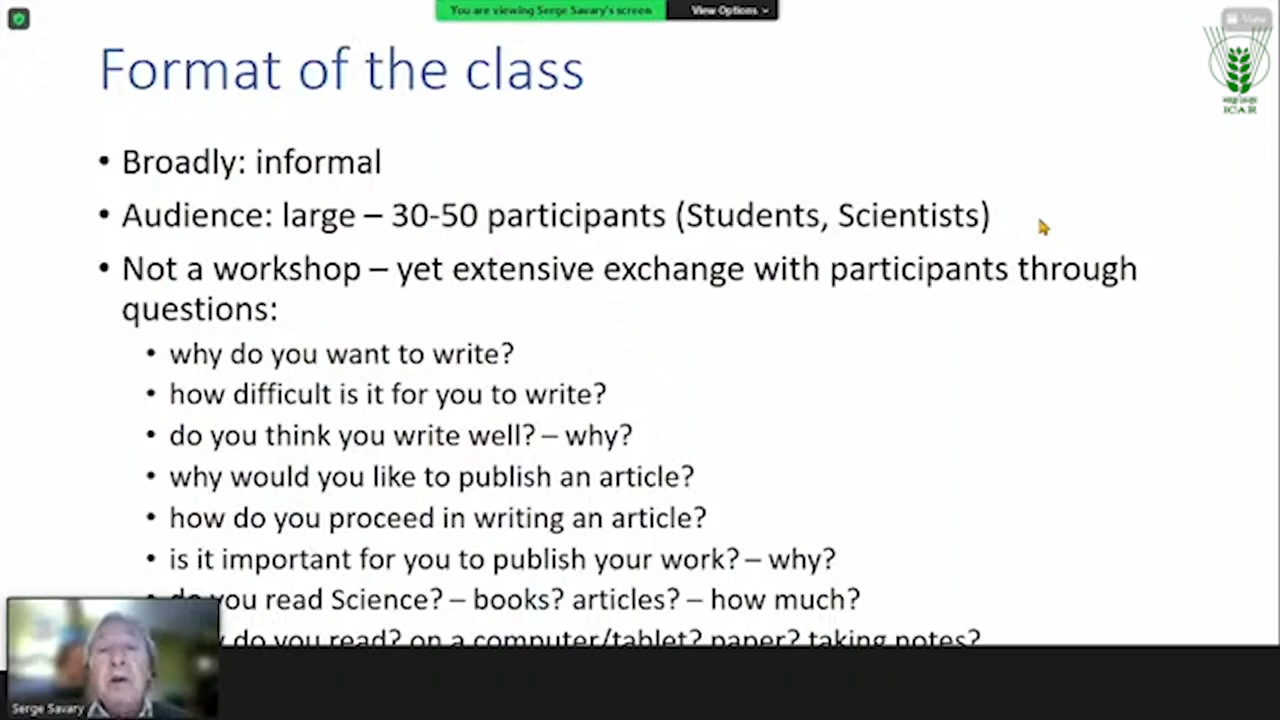 You are viewing Serge Savary's screen
View Options
View
Format of the class
ICAR
• Broadly: informal
• Audience: large – 30-50 participants (Students, Scientists)
• Not a workshop – yet extensive exchange with participants through
questions:
• why do you want to write?
• how difficult is it for you to write?
• do you think you write well? – why?
• why would you like to publish an article?
• how do you proceed in writing an article?
• is it important for you to publish your work? – why?
• do you read Science? – books? articles? – how much?
do you read? on a computer/tablet? paper? taking notes?
Serge Savary